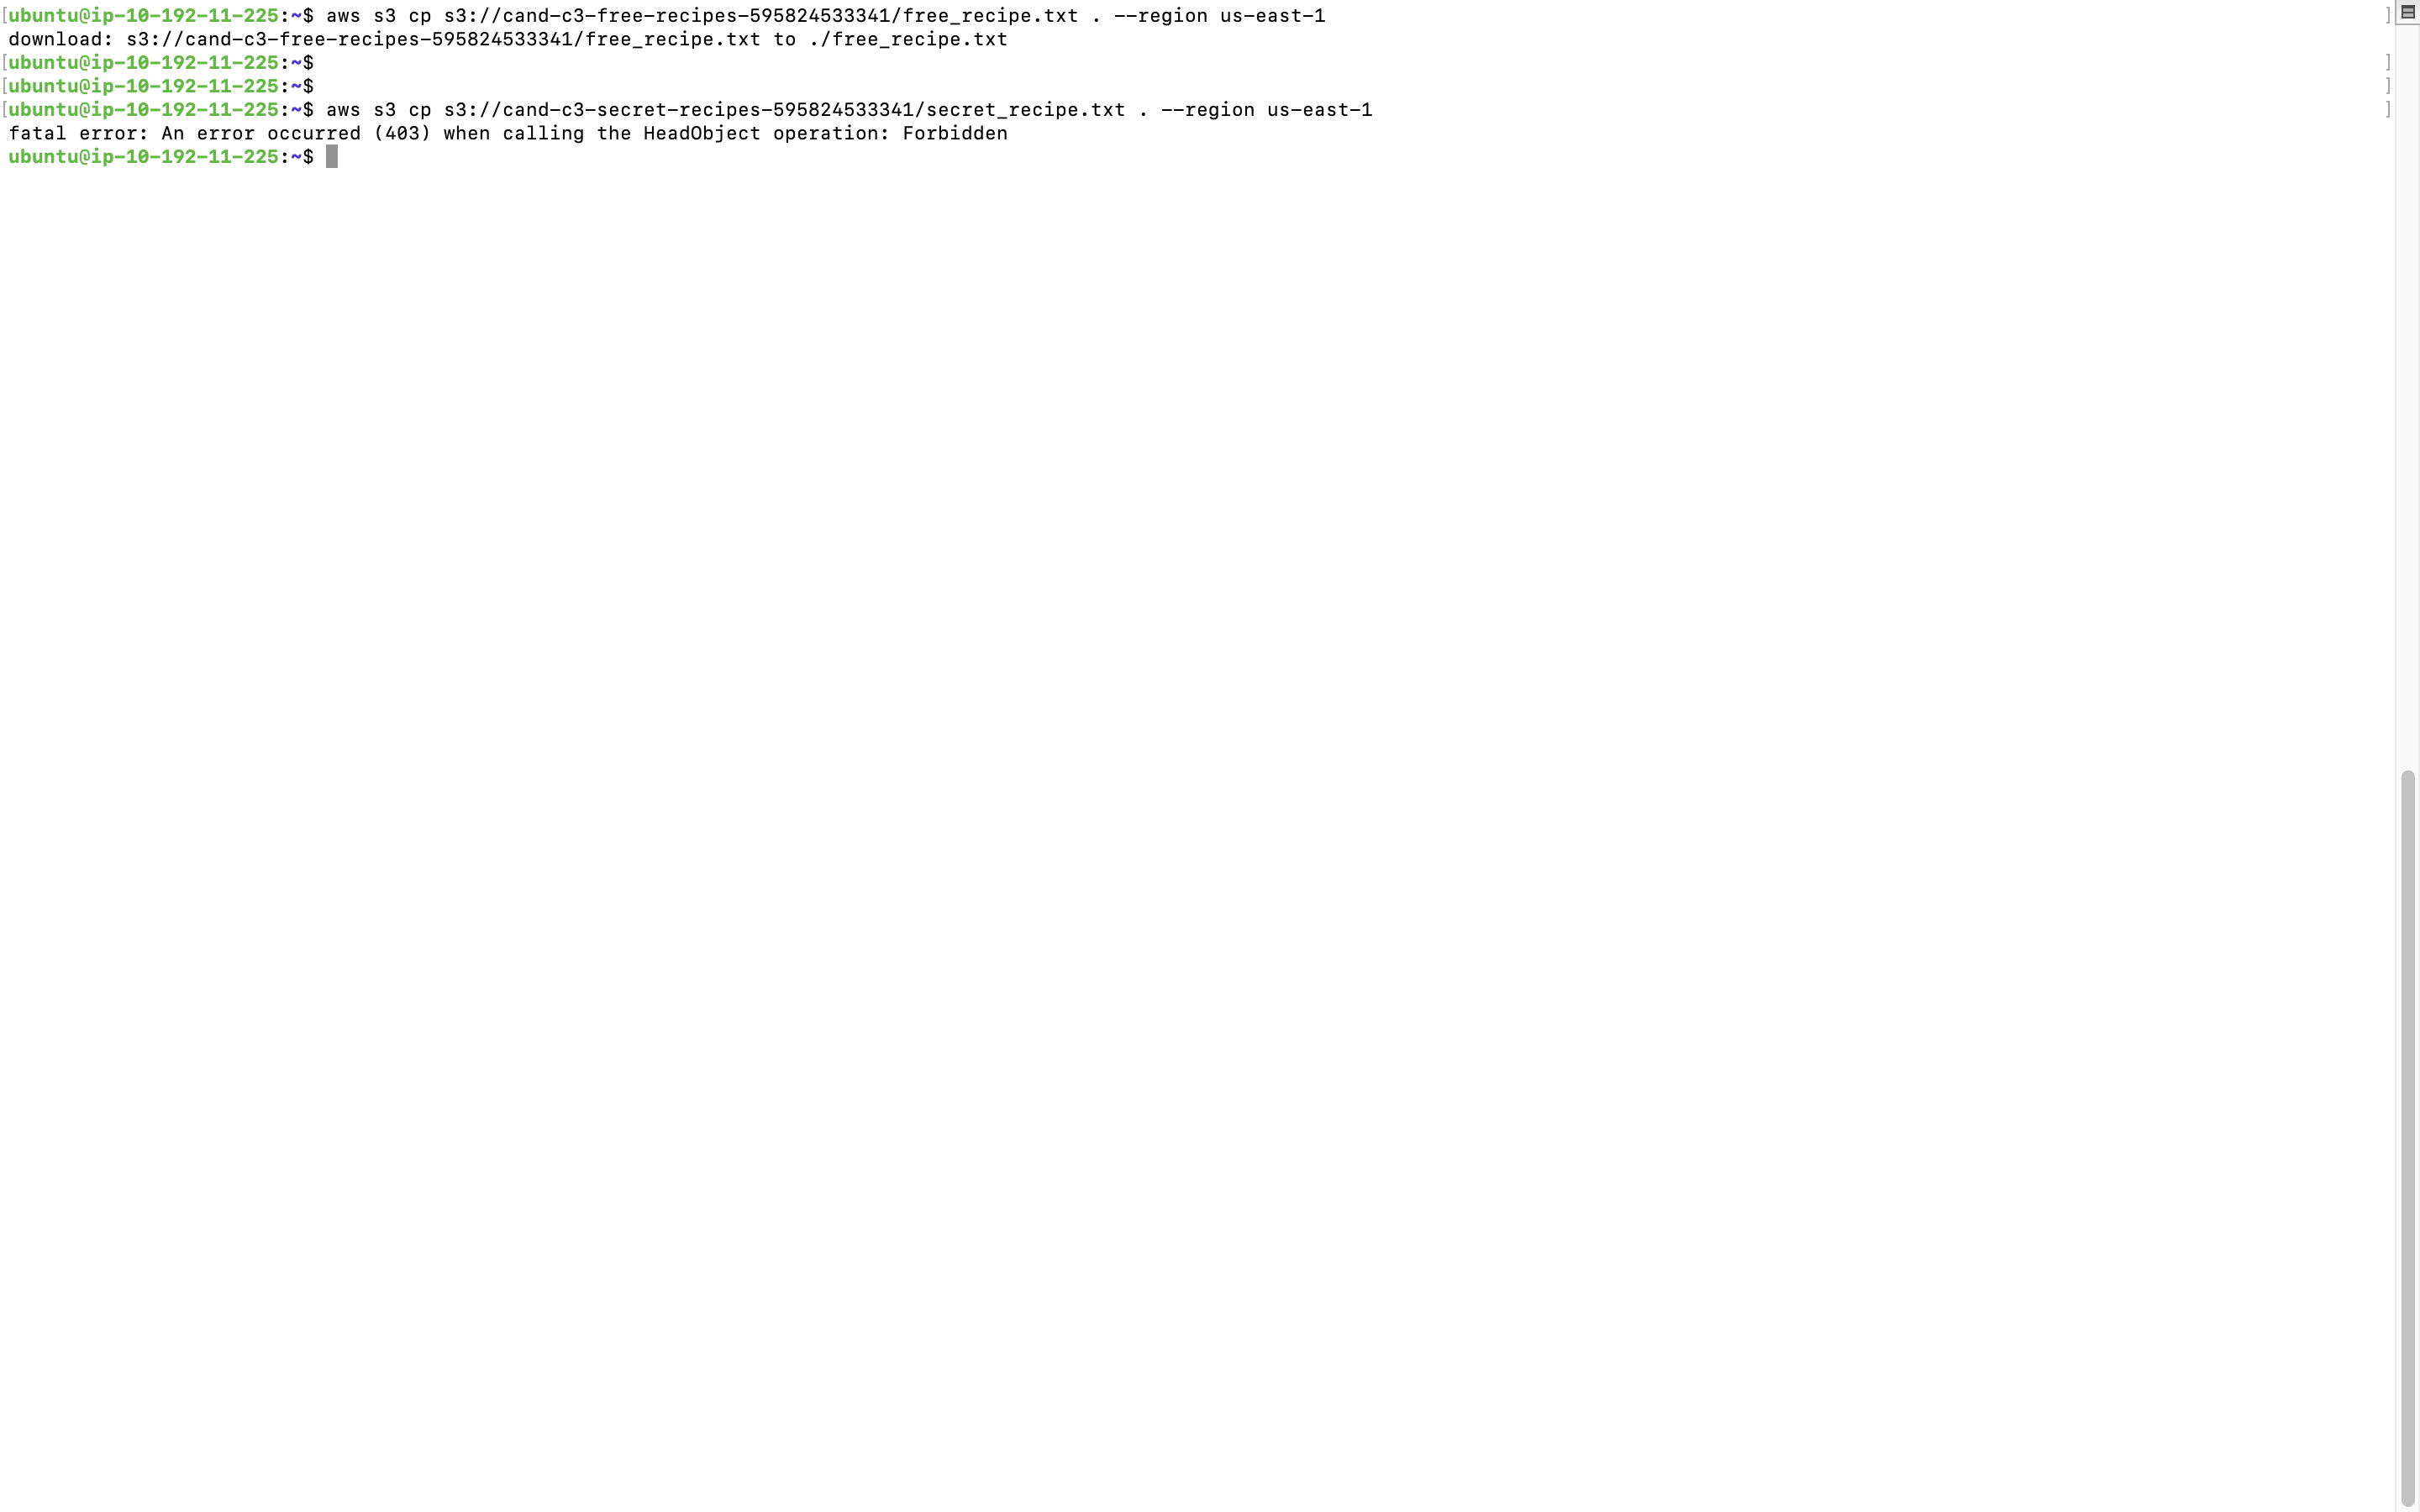 [ubuntu@ip-10-192-11-225:~$ aws s3 cp s3://cand-c3-free-recipes-595824533341/free_recipe.txt . --region us-east-1 ]
download: s3://cand-c3-free-recipes-595824533341/free_recipe.txt to ./free_recipe.txt
[ubuntu@ip-10-192-11-225:~$ ]
[ubuntu@ip-10-192-11-225:~$ ]
[ubuntu@ip-10-192-11-225:~$ aws s3 cp s3://cand-c3-secret-recipes-595824533341/secret_recipe.txt . --region us-east-1 ]
fatal error: An error occurred (403) when calling the HeadObject operation: Forbidden
ubuntu@ip-10-192-11-225:~$